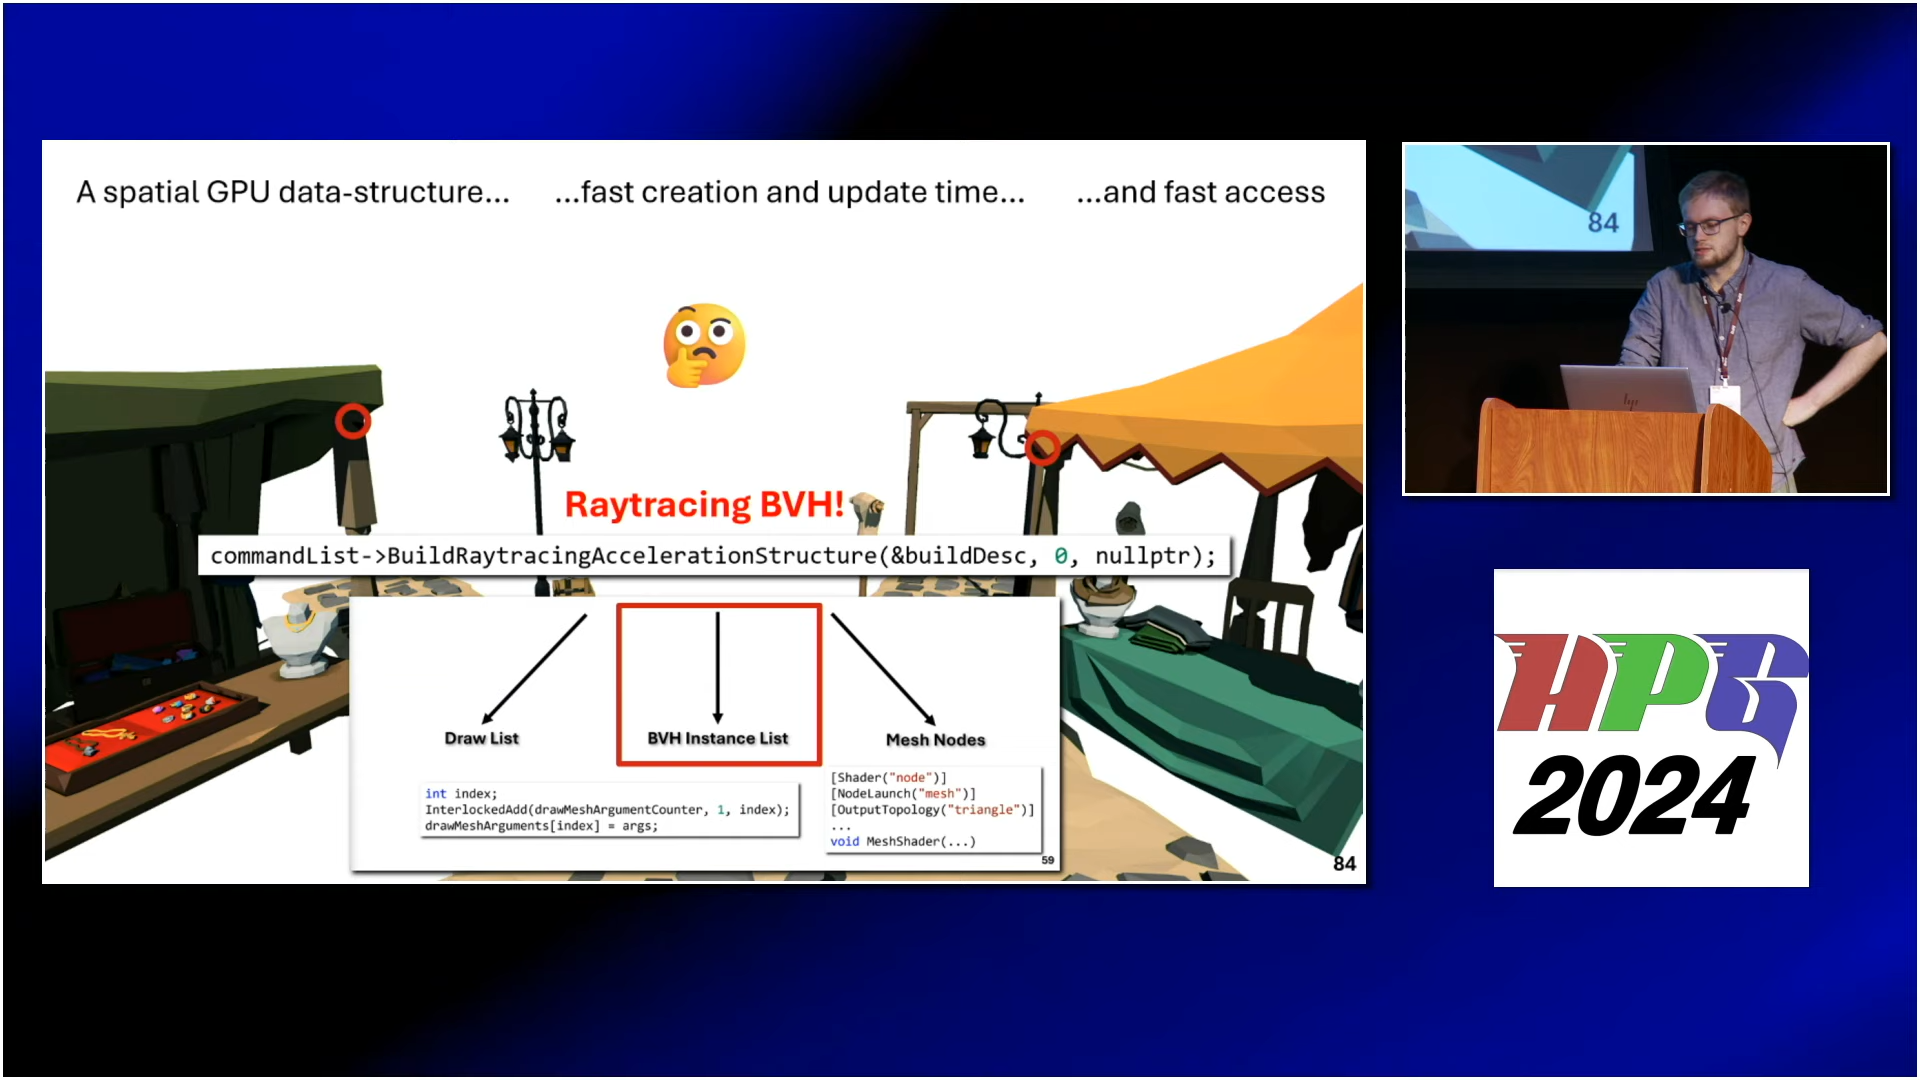 A spatial GPU data-structure... ...fast creation and update time... ...and fast access
Raytracing BVH!
commandList->BuildRaytracingAccelerationStructure(&buildDesc, 0, nullptr);
Draw List
BVH Instance List
Mesh Nodes
int index;
InterlockedAdd(drawMeshArgumentCounter, 1, index);
drawMeshArguments[index] = args;
[Shader("node")]
[NodeLaunch("mesh")]
[OutputTopology("triangle")]
...
void MeshShader(...)
59
84
84
hp
HPG
2024